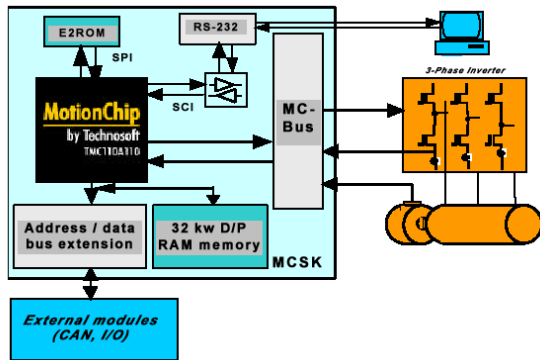 E2ROM
RS-232
SPI
SCI
3-Phase Inverter
MC-
Bus
MotionChip
by Technosoft
TMC110A110
Address / data
bus extension
32 kw D/P
RAM memory
MCSK
External modules
(CAN, I/O)